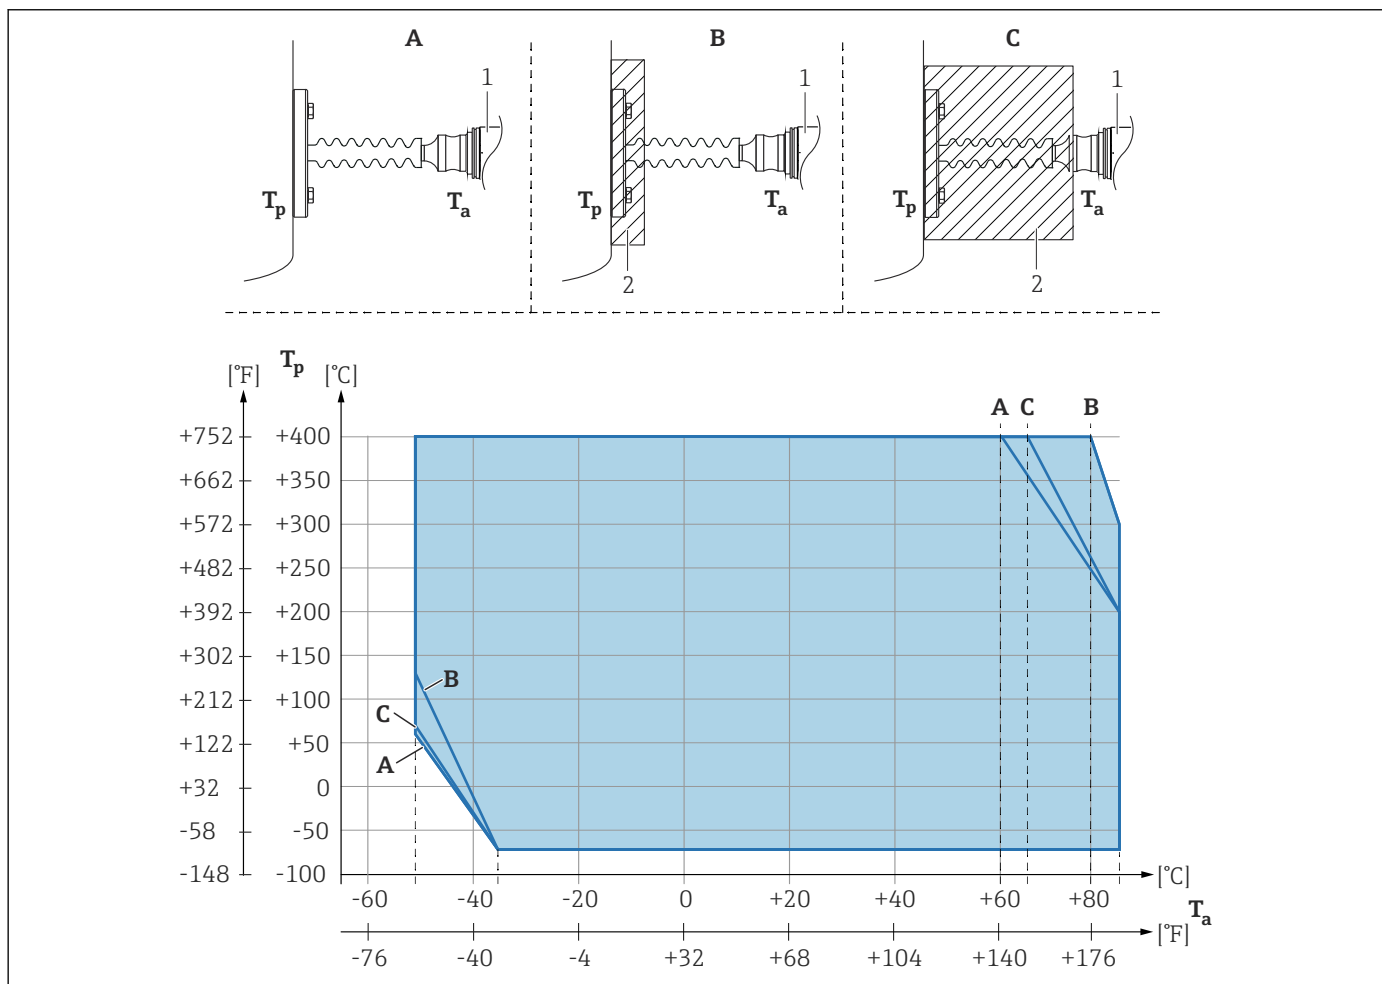 A B C
1 1 1
Tp Ta Tp Ta Tp Ta
2 2
[°F] Tp [°C]
A C B
+752 +400
+662 +350
+572 +300
+482 +250
+392 +200
+302 +150
+212 +100
+122 +50
+32 0
-58 -50
-148 -100
B
C
A
[°C]
-60 -40 -20 0 +20 +40 +60 +80
Ta
[°F]
-76 -40 -4 +32 +68 +104 +140 +176